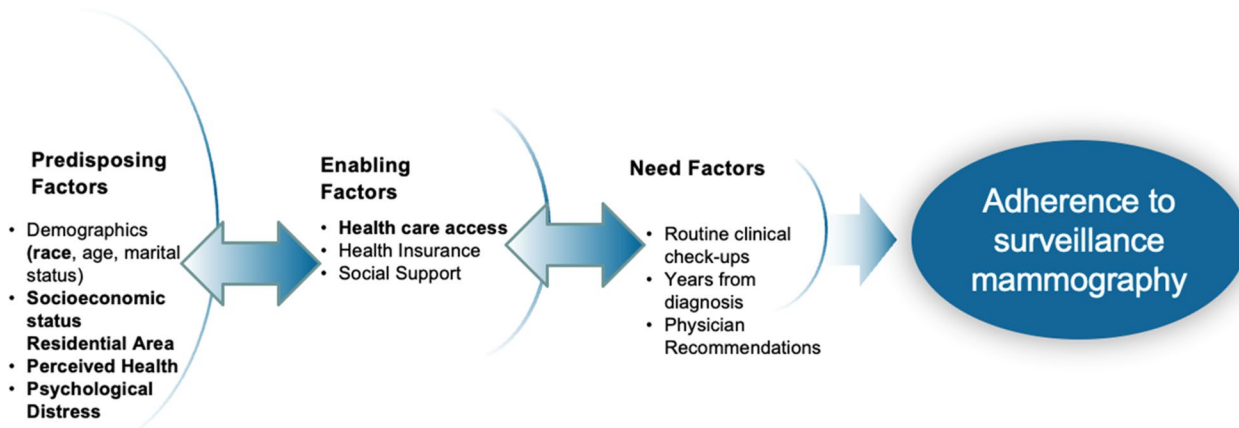 Predisposing
Factors
• Demographics
(race, age, marital
status)
• Socioeconomic
status
Residential Area
• Perceived Health
• Psychological
Distress
Enabling
Factors
• Health care access
• Health Insurance
• Social Support
Need Factors
• Routine clinical
check-ups
• Years from
diagnosis
• Physician
Recommendations
Adherence to
surveillance
mammography